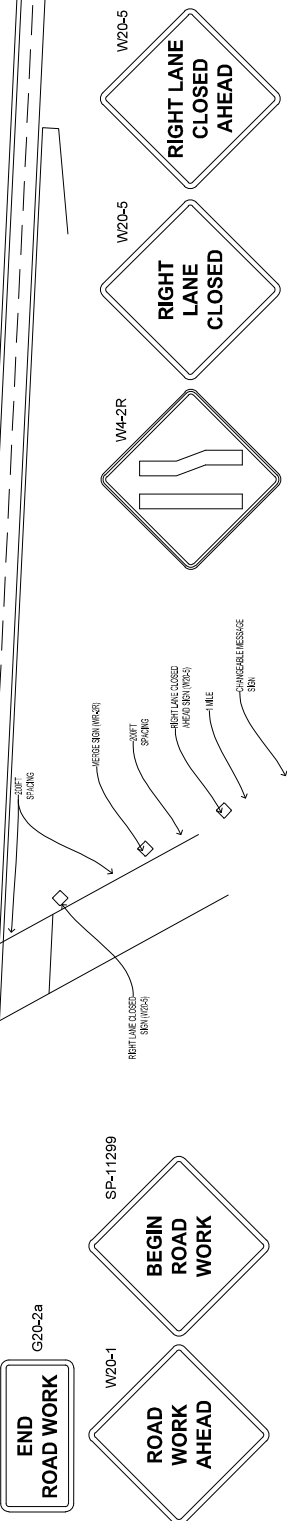 END
ROAD WORK
G20-2a
ROAD
WORK
AHEAD
W20-1
BEGIN
ROAD
WORK
SP-11299
RIGHT LANE CLOSED
SIGN (W20-5)
200FT
SPACING
MERGE SIGN (WR-2R)
200FT
SPACING
RIGHT LANE CLOSED
AHEAD SIGN (W20-5)
1 MILE
CHANGEABLE MESSAGE
SIGN
W4-2R
W20-5
RIGHT
LANE
CLOSED
W20-5
RIGHT LANE
CLOSED
AHEAD